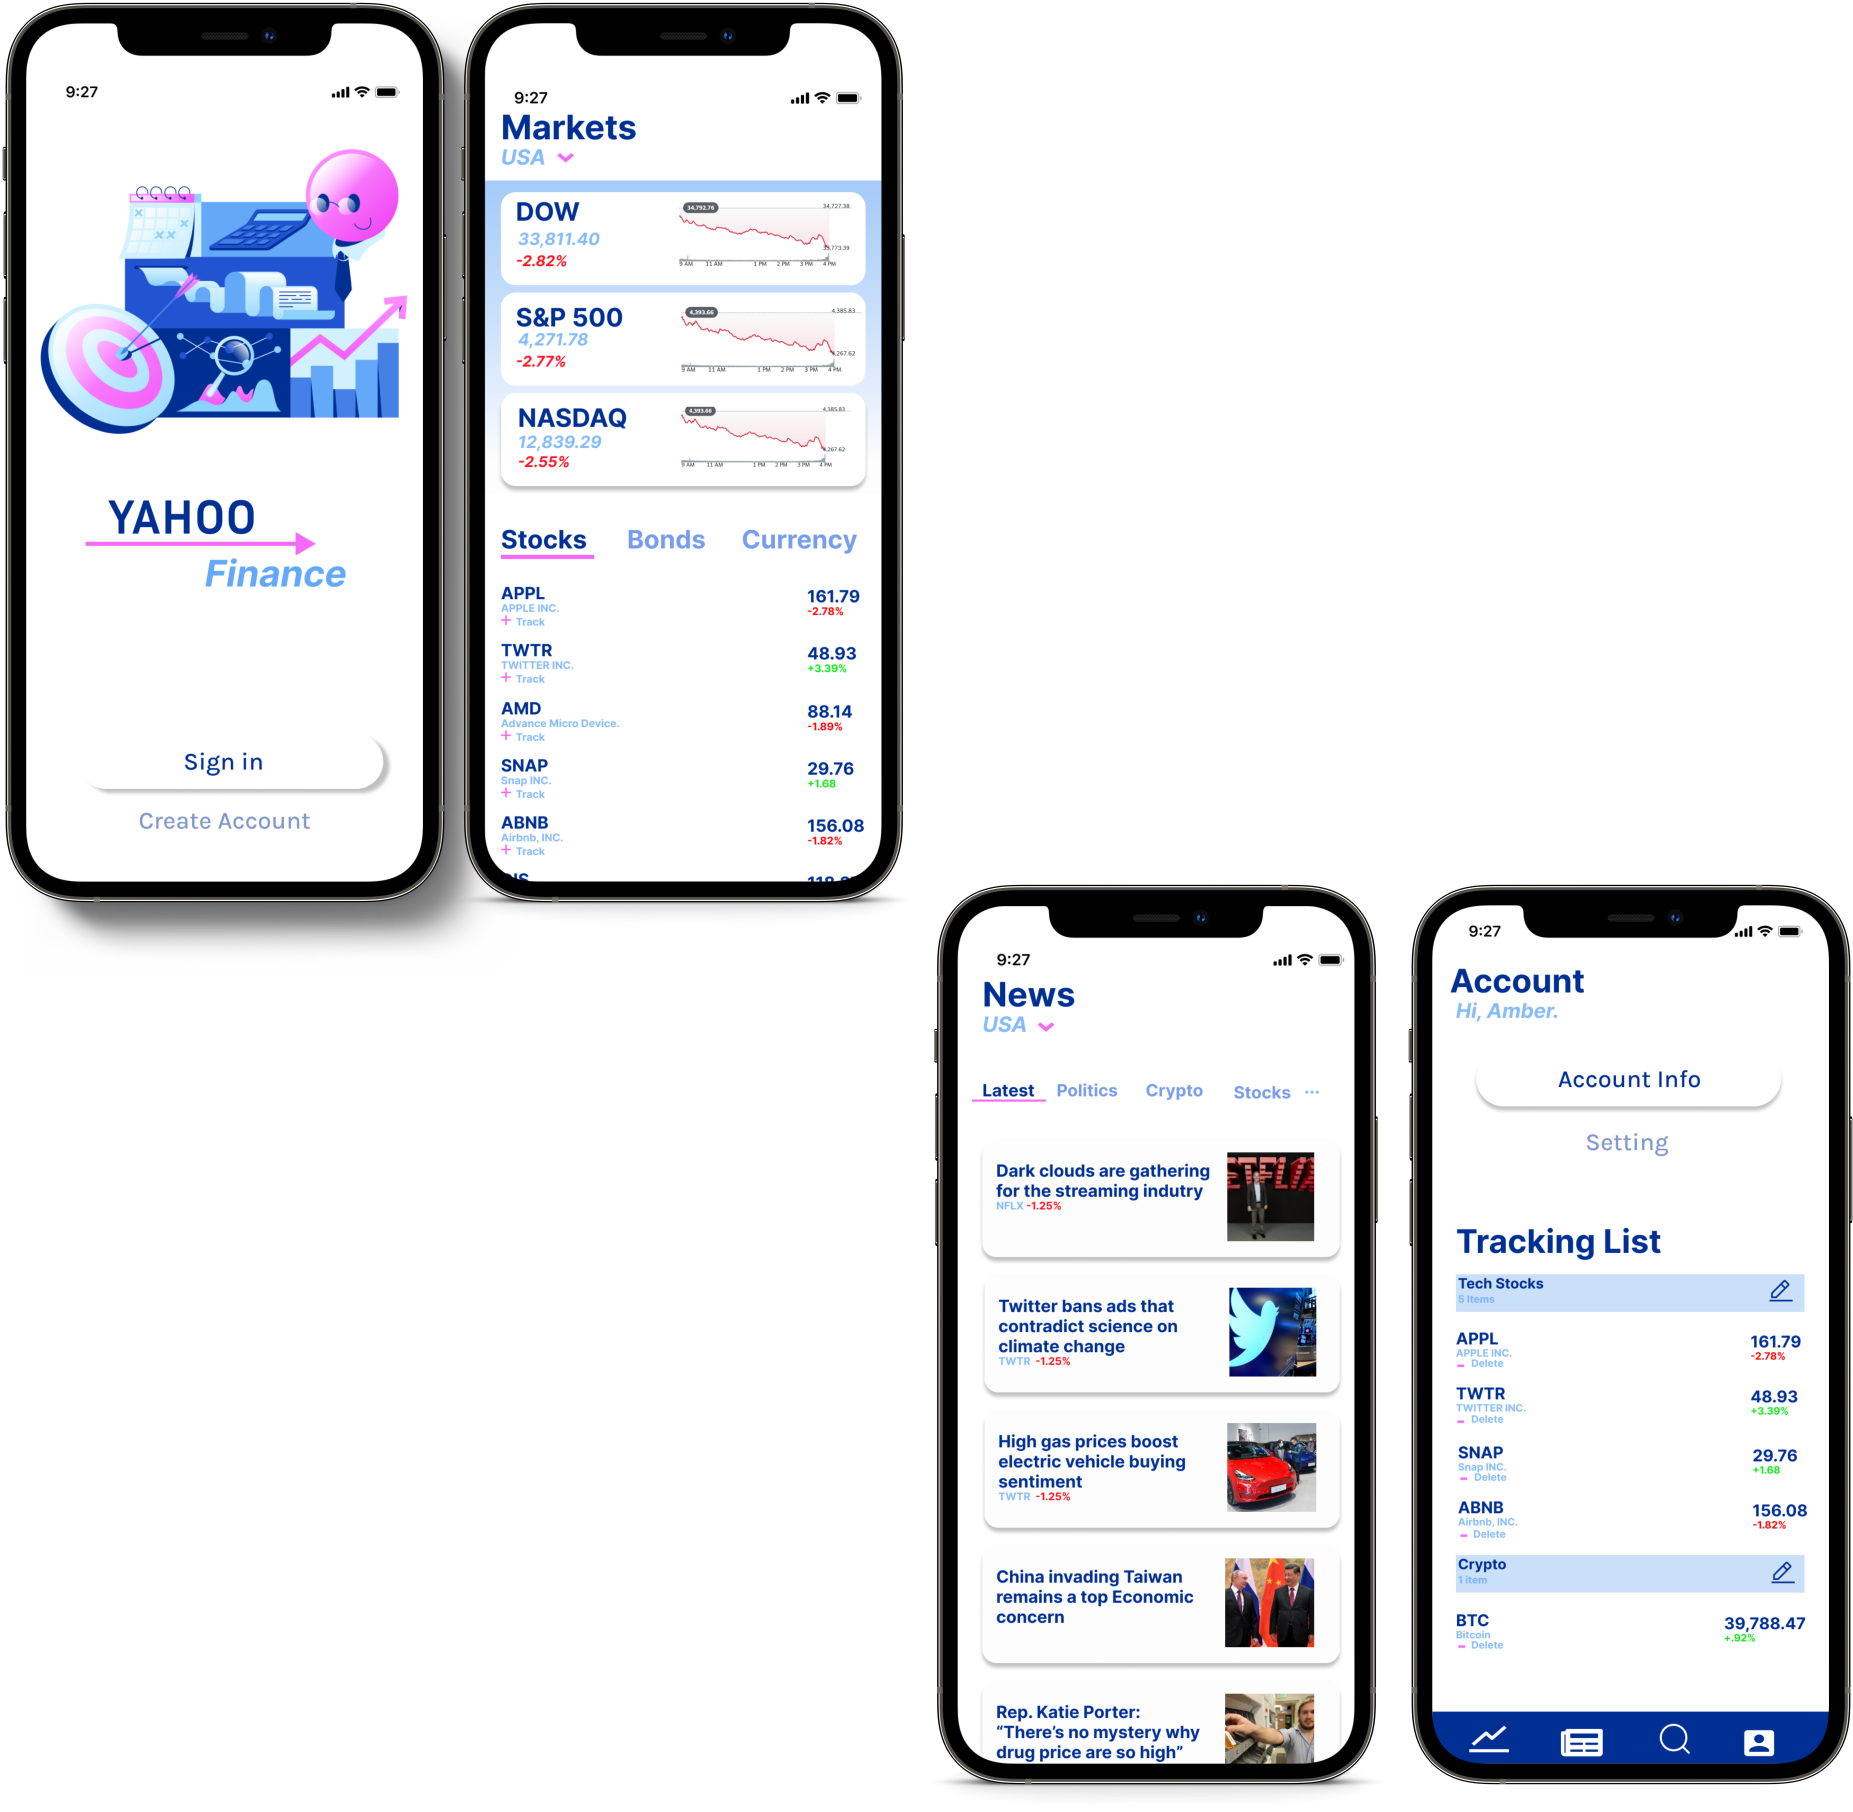 9:27
YAHOO
Finance
Sign in
Create Account
9:27
Markets
USA
DOW
33,811.40
-2.82%
34,792.76
34,727.38
33,773.39
9 AM 11 AM 1 PM 2 PM 3 PM 4 PM
S&P 500
4,271.78
-2.77%
4,393.66
4,385.83
4,267.62
9 AM 11 AM 1 PM 2 PM 3 PM 4 PM
NASDAQ
12,839.29
-2.55%
4,393.66
4,385.83
4,267.62
9 AM 11 AM 1 PM 2 PM 3 PM 4 PM
Stocks Bonds Currency
APPL 161.79
APPLE INC. -2.78%
+ Track
TWTR 48.93
TWITTER INC. +3.39%
+ Track
AMD 88.14
Advance Micro Device. -1.89%
+ Track
SNAP 29.76
Snap INC. +1.68
+ Track
ABNB 156.08
Airbnb, INC. -1.82%
+ Track
9:27
News
USA
Latest Politics Crypto Stocks ...
Dark clouds are gathering
for the streaming indutry
NFLX -1.25%
ETFLIX
Twitter bans ads that
contradict science on
climate change
TWTR -1.25%
High gas prices boost
electric vehicle buying
sentiment
TWTR -1.25%
China invading Taiwan
remains a top Economic
concern
Rep. Katie Porter:
“There’s no mystery why
drug price are so high”
9:27
Account
Hi, Amber.
Account Info
Setting
Tracking List
Tech Stocks
5 Items
APPL 161.79
APPLE INC. -2.78%
- Delete
TWTR 48.93
TWITTER INC. +3.39%
- Delete
SNAP 29.76
Snap INC. +1.68
- Delete
ABNB 156.08
Airbnb, INC. -1.82%
- Delete
Crypto
1 item
BTC 39,788.47
Bitcoin +.92%
- Delete